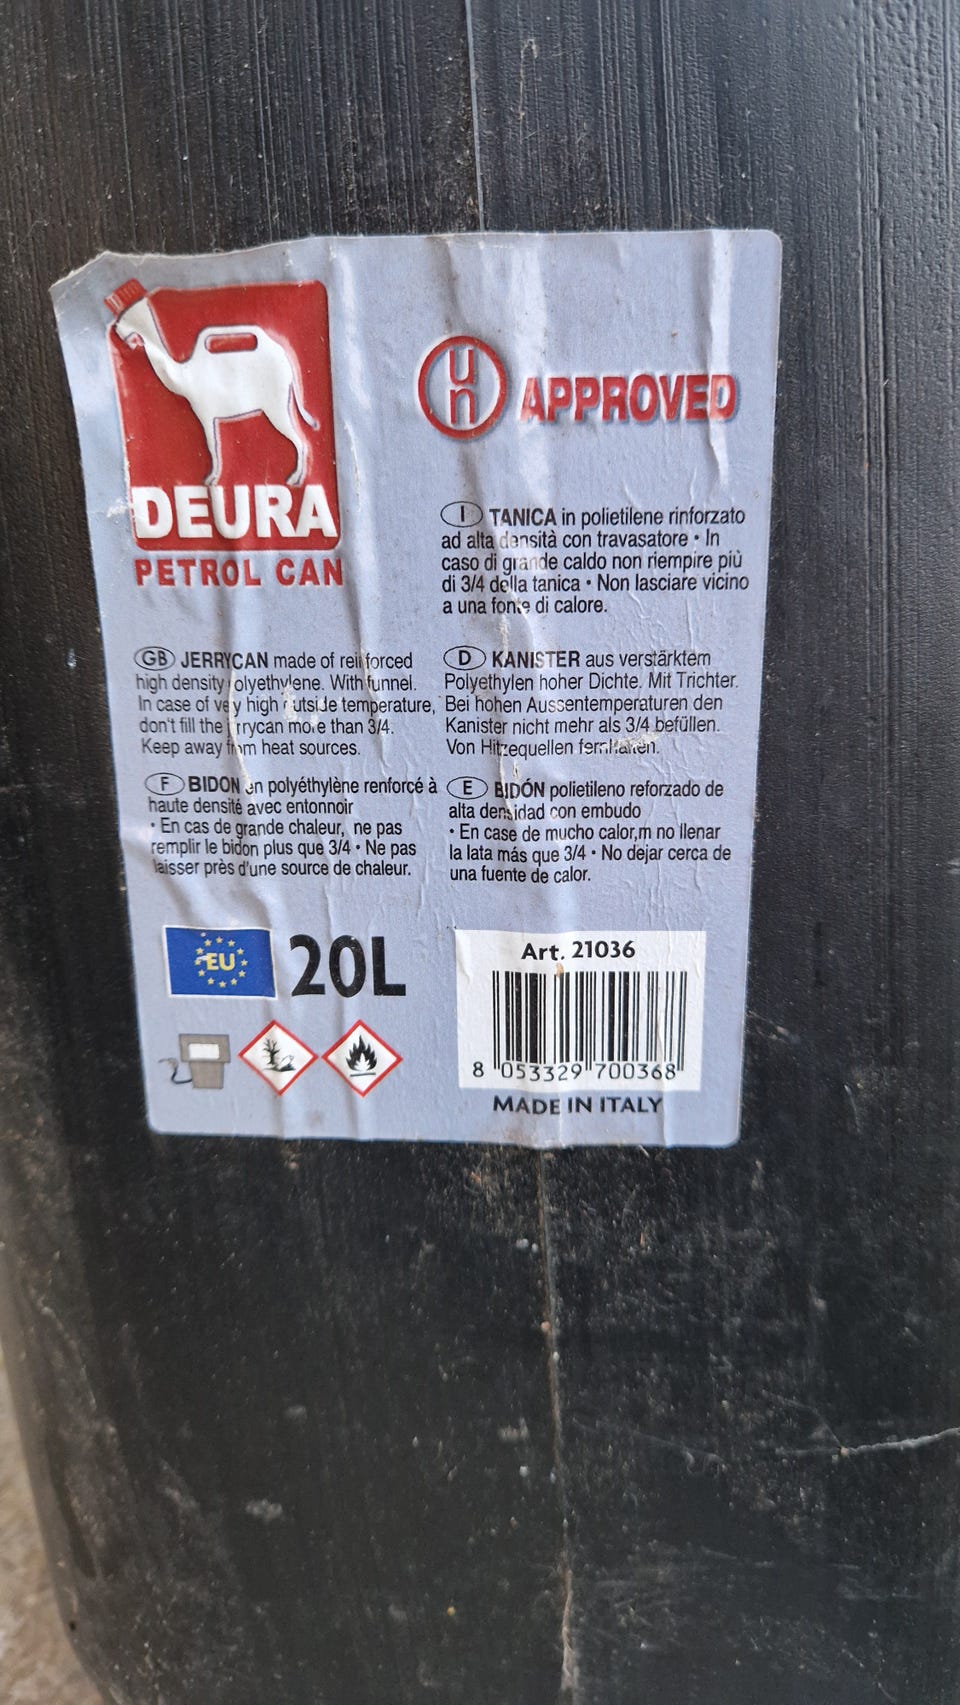 DEURA
PETROL CAN
un APPROVED
I TANICA in polietilene rinforzato
ad alta densità con travasatore • In
caso di grande caldo non riempire più
di 3/4 della tanica • Non lasciare vicino
a una fonte di calore.
GB JERRYCAN made of reinforced
high density olyethylene. With funnel.
In case of very high utside temperature,
don't fill the rrycan more than 3/4.
Keep away from heat sources.
D KANISTER aus verstärktem
Polyethylen hoher Dichte. Mit Trichter.
Bei hohen Aussentemperaturen den
Kanister nicht mehr als 3/4 befüllen.
Von Hitzequellen fernhalten.
F BIDON en polyéthylène renforcé à
haute densité avec entonnoir
• En cas de grande chaleur, ne pas
remplir le bidon plus que 3/4 • Ne pas
laisser près d'une source de chaleur.
E BIDÓN polietileno reforzado de
alta densidad con embudo
• En case de mucho calor,m no llenar
la lata más que 3/4 • No dejar cerca de
una fuente de calor.
EU 20L
Art. 21036
8 053329 700368
MADE IN ITALY